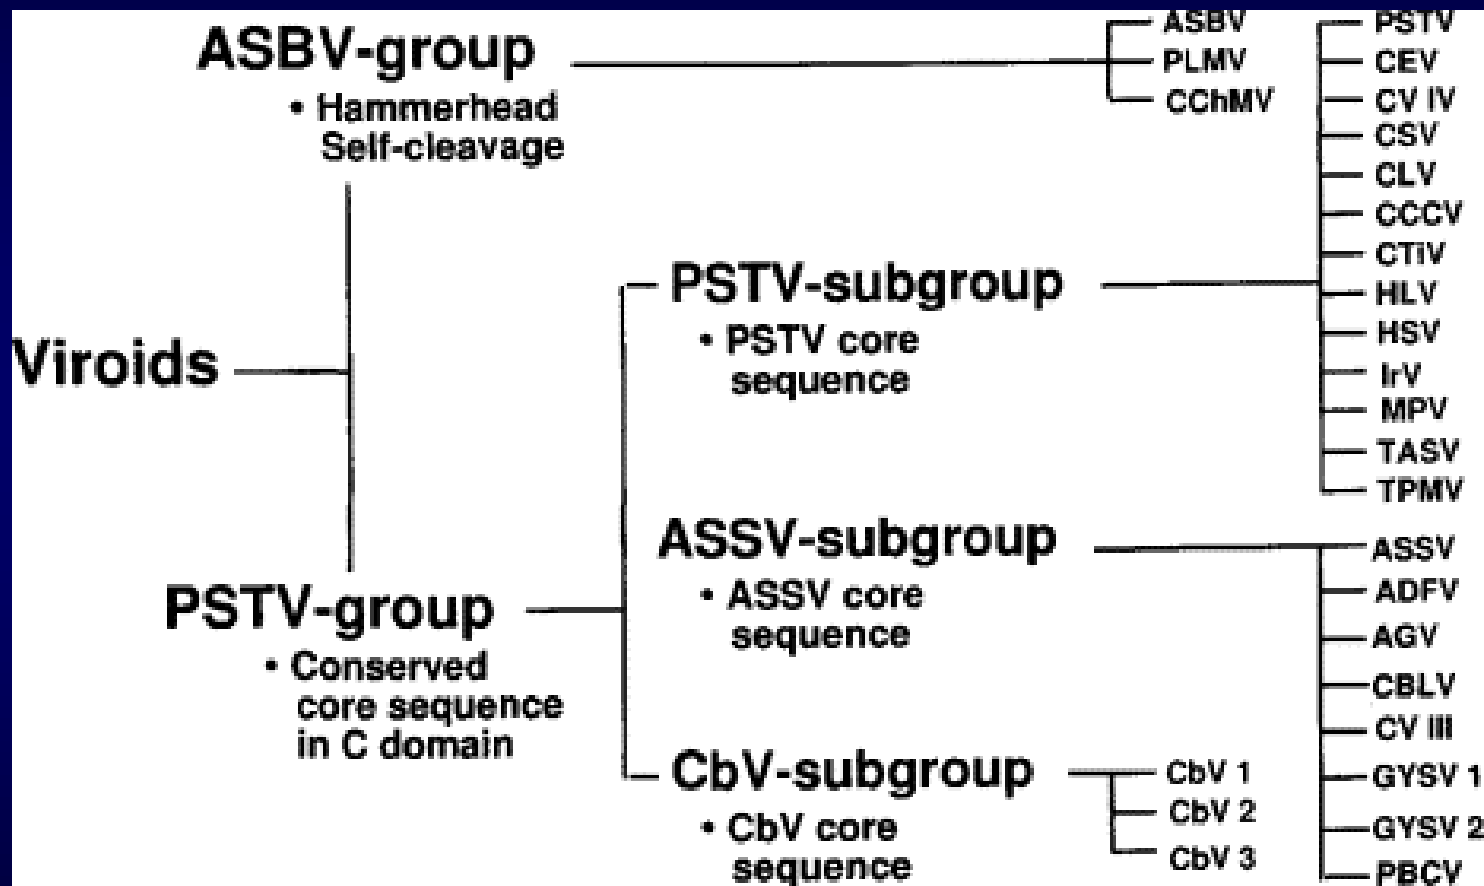 ASBV-group
• Hammerhead
Self-cleavage
ASBV
PLMV
CChMV
Viroids
PSTV-group
• Conserved
core sequence
in C domain
PSTV-subgroup
• PSTV core
sequence
PSTV
CEV
CV IV
CSV
CLV
CCCV
CTiV
HLV
HSV
IrV
MPV
TASV
TPMV
ASSV-subgroup
• ASSV core
sequence
ASSV
ADFV
AGV
CBLV
CV III
GYSV 1
GYSV 2
PBCV
CbV-subgroup
• CbV core
sequence
CbV 1
CbV 2
CbV 3